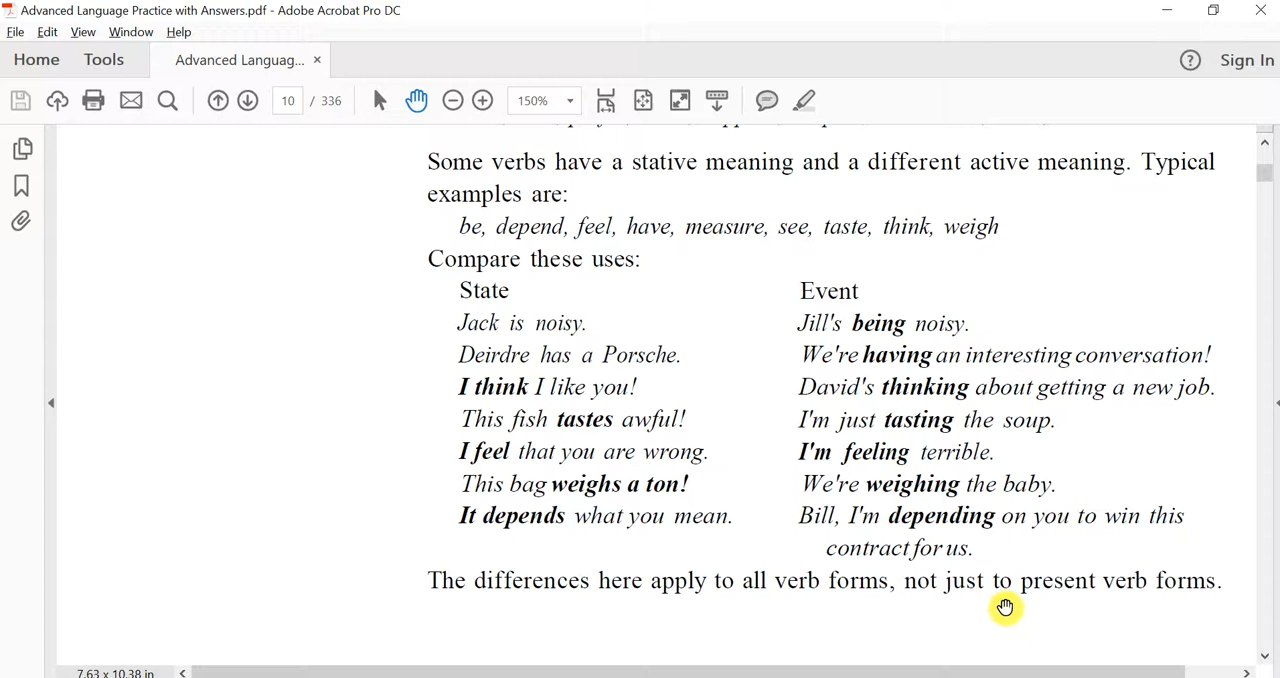 Advanced Language Practice with Answers.pdf - Adobe Acrobat Pro DC
File Edit View Window Help
Home Tools Advanced Languag... × ? Sign In
10 / 336 150%
Some verbs have a stative meaning and a different active meaning. Typical
examples are:
be, depend, feel, have, measure, see, taste, think, weigh
Compare these uses:
State Event
Jack is noisy. Jill's being noisy.
Deirdre has a Porsche. We're having an interesting conversation!
I think I like you! David's thinking about getting a new job.
This fish tastes awful! I'm just tasting the soup.
I feel that you are wrong. I'm feeling terrible.
This bag weighs a ton! We're weighing the baby.
It depends what you mean. Bill, I'm depending on you to win this
contract for us.
The differences here apply to all verb forms, not just to present verb forms.
7.63 x 10.38 in